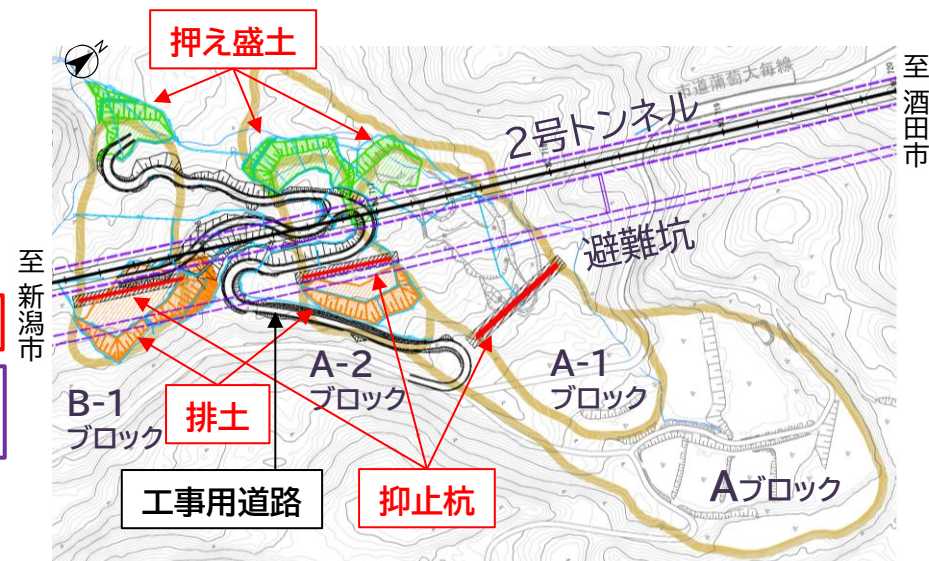 N
押え盛土
至 酒田市
市道蒲萄大毎線
2号トンネル
避難坑
至 新潟市
B-1
ブロック
排土
A-2
ブロック
A-1
ブロック
工事用道路
抑止杭
Aブロック